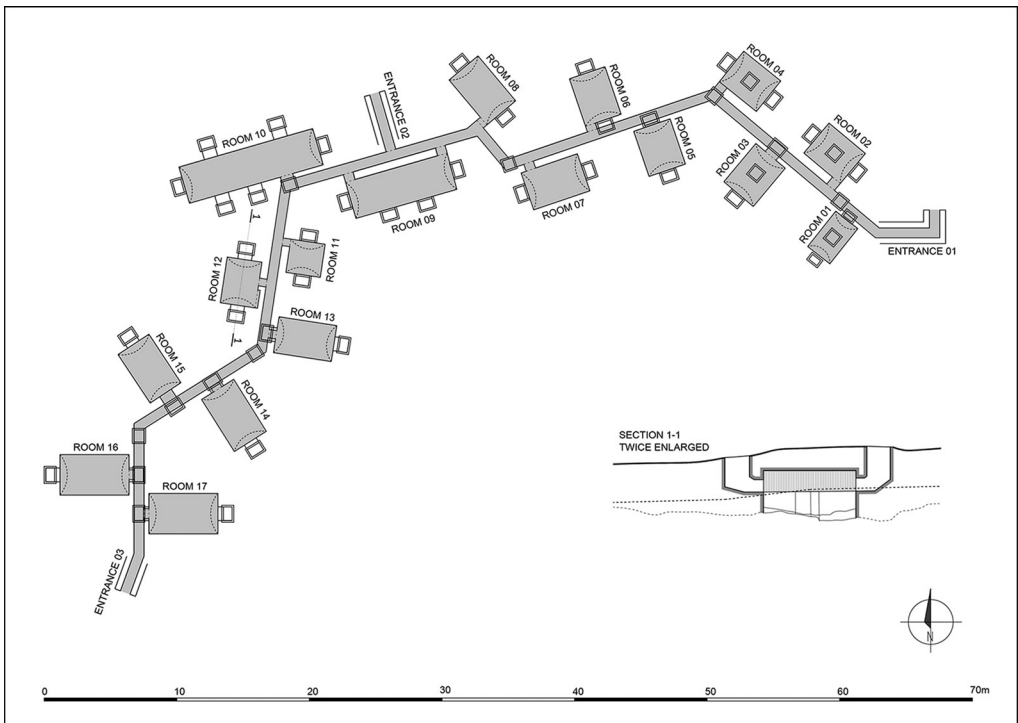 ROOM 04
ROOM 08
ENTRANCE 02
ROOM 06
ROOM 10
ROOM 05
ROOM 03
ROOM 02
ROOM 07
ROOM 09
ROOM 01
ENTRANCE 01
1
ROOM 11
ROOM 12
ROOM 13
1
ROOM 15
ROOM 14
ROOM 16
ROOM 17
SECTION 1-1
TWICE ENLARGED
ENTRANCE 03
N
0 10 20 30 40 50 60 70m